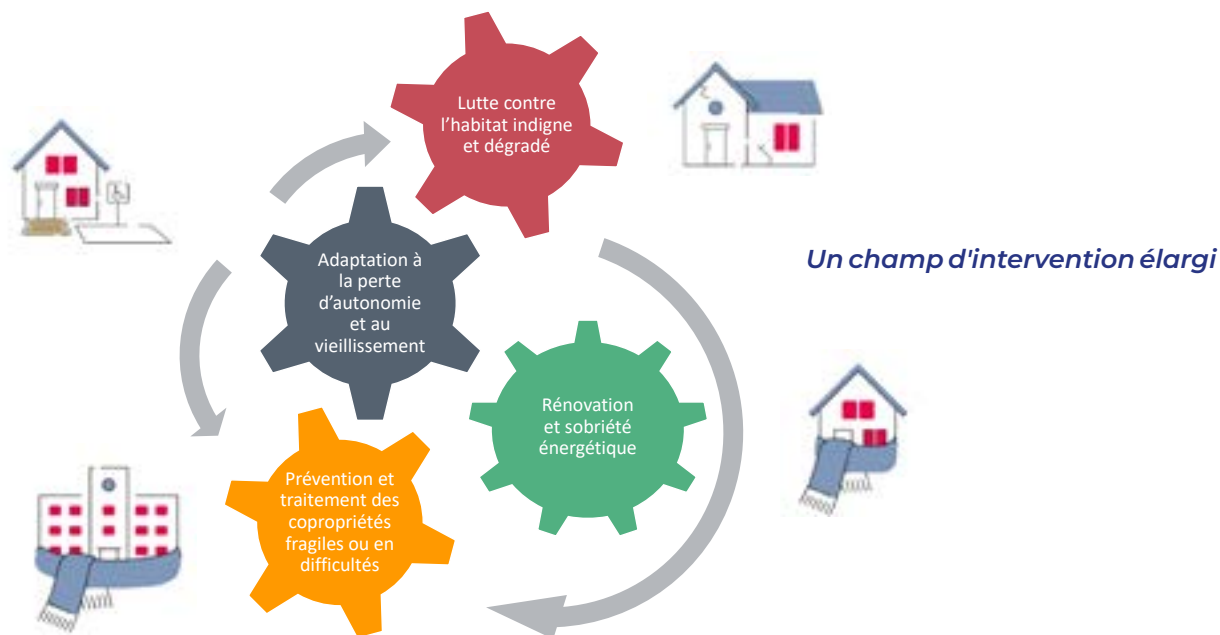 Lutte contre
l’habitat indigne
et dégradé
Un champ d'intervention élargi
Adaptation à
la perte
d’autonomie
et au
vieillissement
Rénovation
et sobriété
énergétique
Prévention et
traitement des
copropriétés
fragiles ou en
difficultés